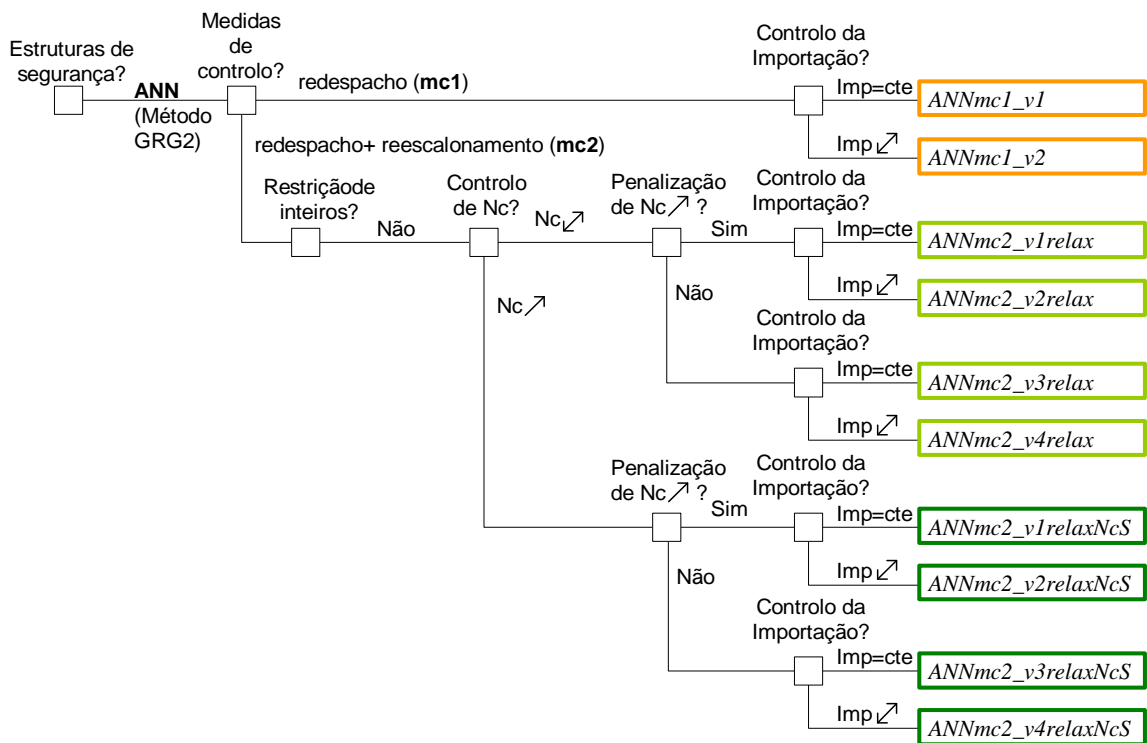 Estruturas de
segurança?
ANN
(Método
GRG2)
Medidas
de
controlo?
redespacho (mc1)
Controlo da
Importação?
Imp=cte
ANNmc1_v1
Imp↗
ANNmc1_v2
redespacho+ reescalonamento (mc2)
Restriçãode
inteiros?
Não
Controlo
de Nc?
Nc↗
Penalização
de Nc↗ ?
Sim
Controlo da
Importação?
Imp=cte
ANNmc2_v1relax
Imp↗
ANNmc2_v2relax
Não
Controlo da
Importação?
Imp=cte
ANNmc2_v3relax
Imp↗
ANNmc2_v4relax
Nc↗
Penalização
de Nc↗ ?
Sim
Controlo da
Importação?
Imp=cte
ANNmc2_v1relaxNcS
Imp↗
ANNmc2_v2relaxNcS
Não
Controlo da
Importação?
Imp=cte
ANNmc2_v3relaxNcS
Imp↗
ANNmc2_v4relaxNcS